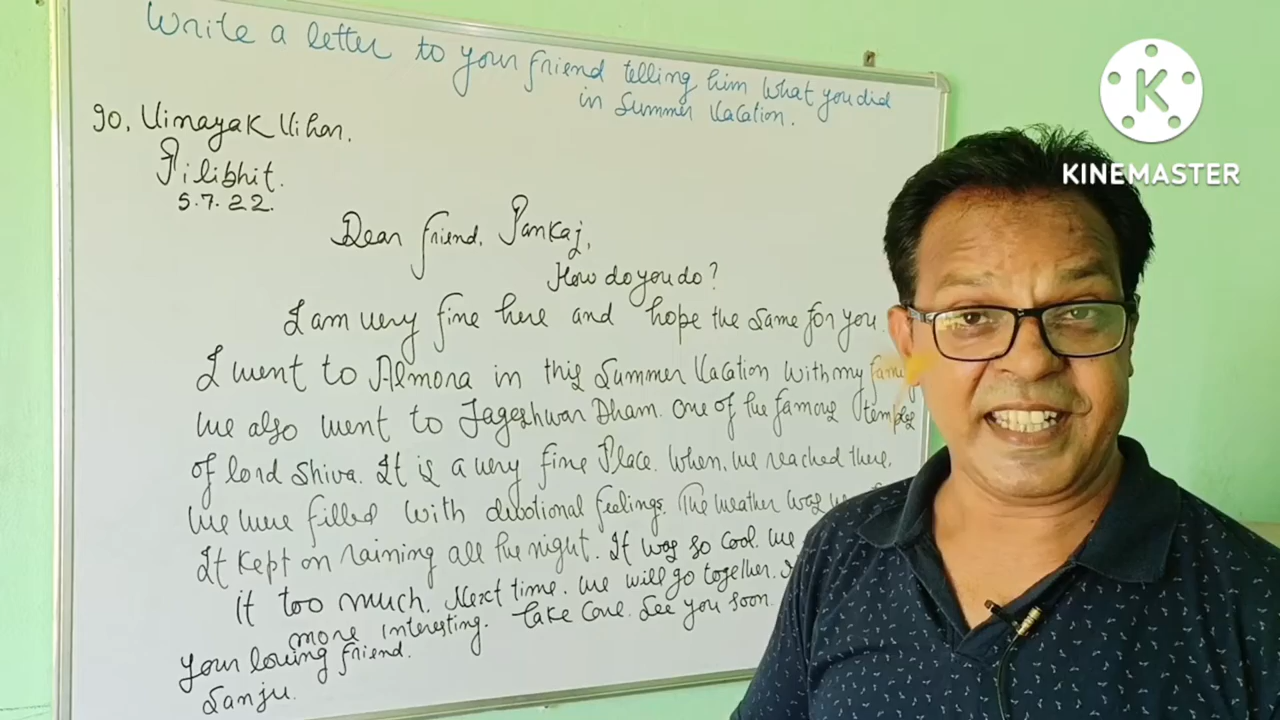 Write a letter to your friend telling him what you did
in Summer Vacation.
90, Vinayak Vihar.
Pilibhit.
5.7.22.
Dear friend, Pankaj,
How do you do?
I am very fine here and hope the same for you.
I went to Almora in this Summer Vacation with my family
we also went to Jageshwar Dham. One of the famous temples
of lord Shiva. It is a very fine Place. When, we reached there,
we were filled with devotional feelings. The weather was
It kept on raining all the night. It was so cool. we
it too much. Next time. we will go together.
more interesting. Take Care. See you soon.
Your loving friend.
Sanju.
K
KINEMASTER